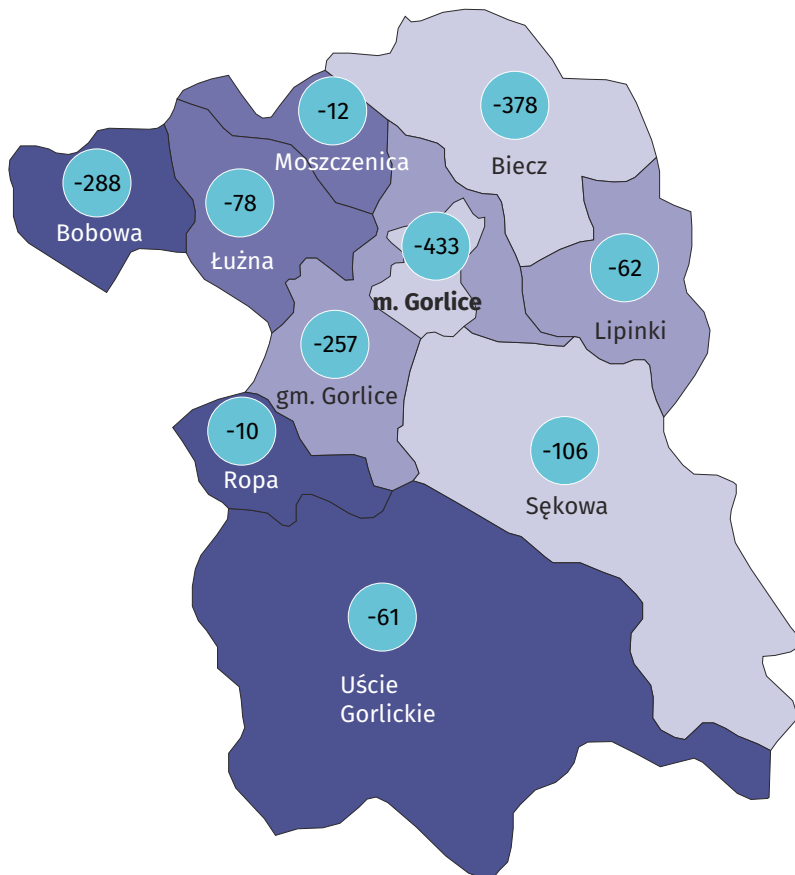 -12
Moszczenica
-378
Biecz
-288
Bobowa
-78
Łużna
-433
m. Gorlice
-62
Lipinki
-257
gm. Gorlice
-10
Ropa
-106
Sękowa
-61
Uście
Gorlickie